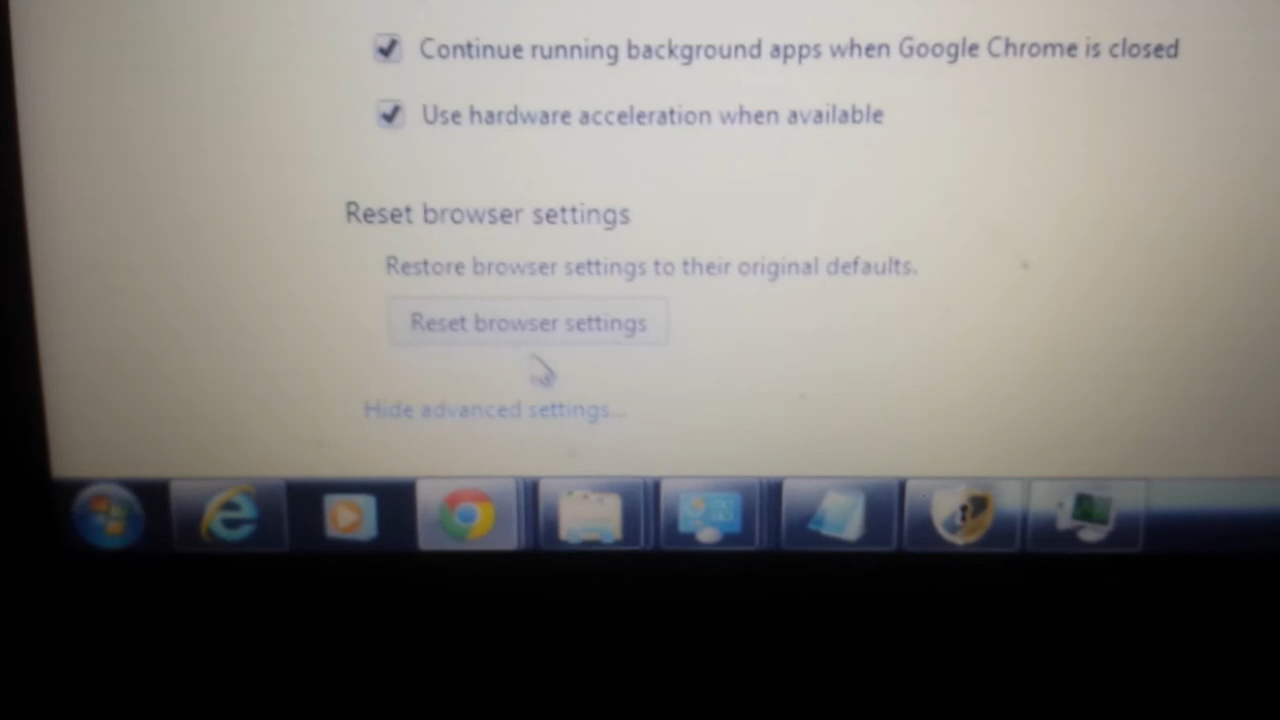 Continue running background apps when Google Chrome is closed
Use hardware acceleration when available
Reset browser settings
Restore browser settings to their original defaults.
Reset browser settings
Hide advanced settings...